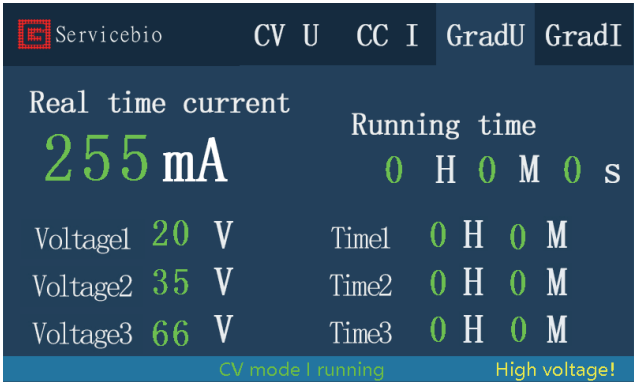 Servicebio CV U CC I GradU GradI
Real time current
255 mA
Running time
0 H 0 M 0 s
Voltage1 20 V Time1 0 H 0 M
Voltage2 35 V Time2 0 H 0 M
Voltage3 66 V Time3 0 H 0 M
CV mode I running High voltage!